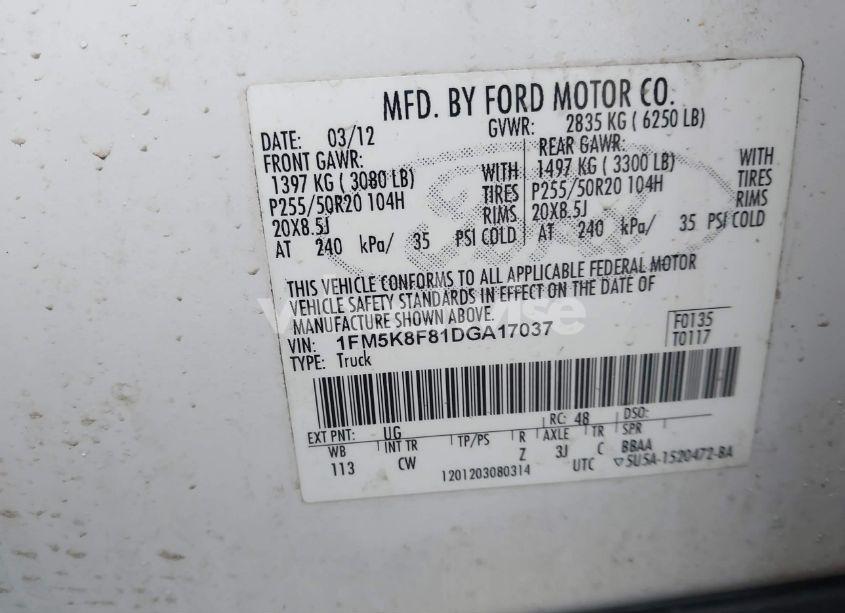 MFD. BY FORD MOTOR CO.
DATE: 03/12 GVWR: 2835 KG ( 6250 LB)
FRONT GAWR: REAR GAWR:
1397 KG ( 3080 LB) WITH 1497 KG ( 3300 LB) WITH
P255/50R20 104H TIRES P255/50R20 104H TIRES
20X8.5J RIMS 20X8.5J RIMS
AT 240 kPa/ 35 PSI COLD AT 240 kPa/ 35 PSI COLD
THIS VEHICLE CONFORMS TO ALL APPLICABLE FEDERAL MOTOR
VEHICLE SAFETY STANDARDS IN EFFECT ON THE DATE OF
MANUFACTURE SHOWN ABOVE.
VIN: 1FM5K8F81DGA17037 F0135
TYPE: Truck T0117
EXT PNT: UG RC: 48 DSO:
WB INT TR TP/PS R AXLE TR SPR
113 CW Z 3J C BBAA
1201203080314 UTC ▽5U5A-1520472-BA